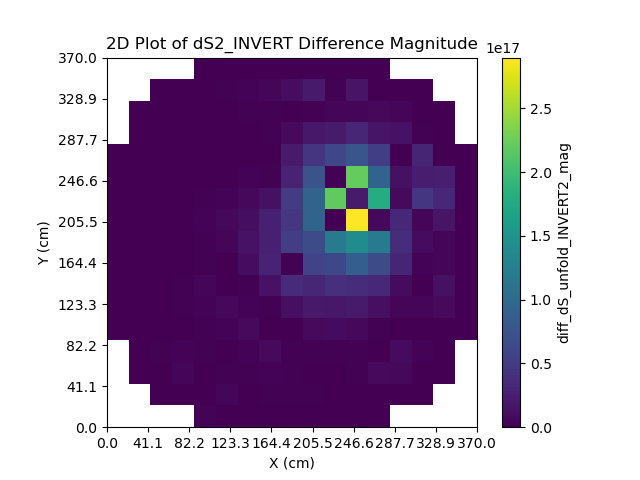 2D Plot of dS2_INVERT Difference Magnitude
1e17
370.0
328.9
287.7
246.6
205.5
164.4
123.3
82.2
41.1
0.0
Y (cm)
0.0 41.1 82.2 123.3 164.4 205.5 246.6 287.7 328.9 370.0
X (cm)
2.5
2.0
1.5
1.0
0.5
0.0
diff_dS_unfold_INVERT2_mag